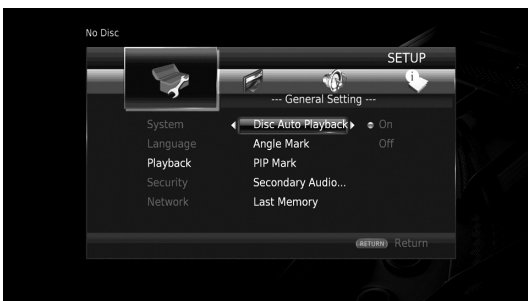 No Disc
SETUP
--- General Setting ---
System
Disc Auto Playback
On
Language
Angle Mark
Off
Playback
PIP Mark
Security
Secondary Audio...
Network
Last Memory
RETURN Return